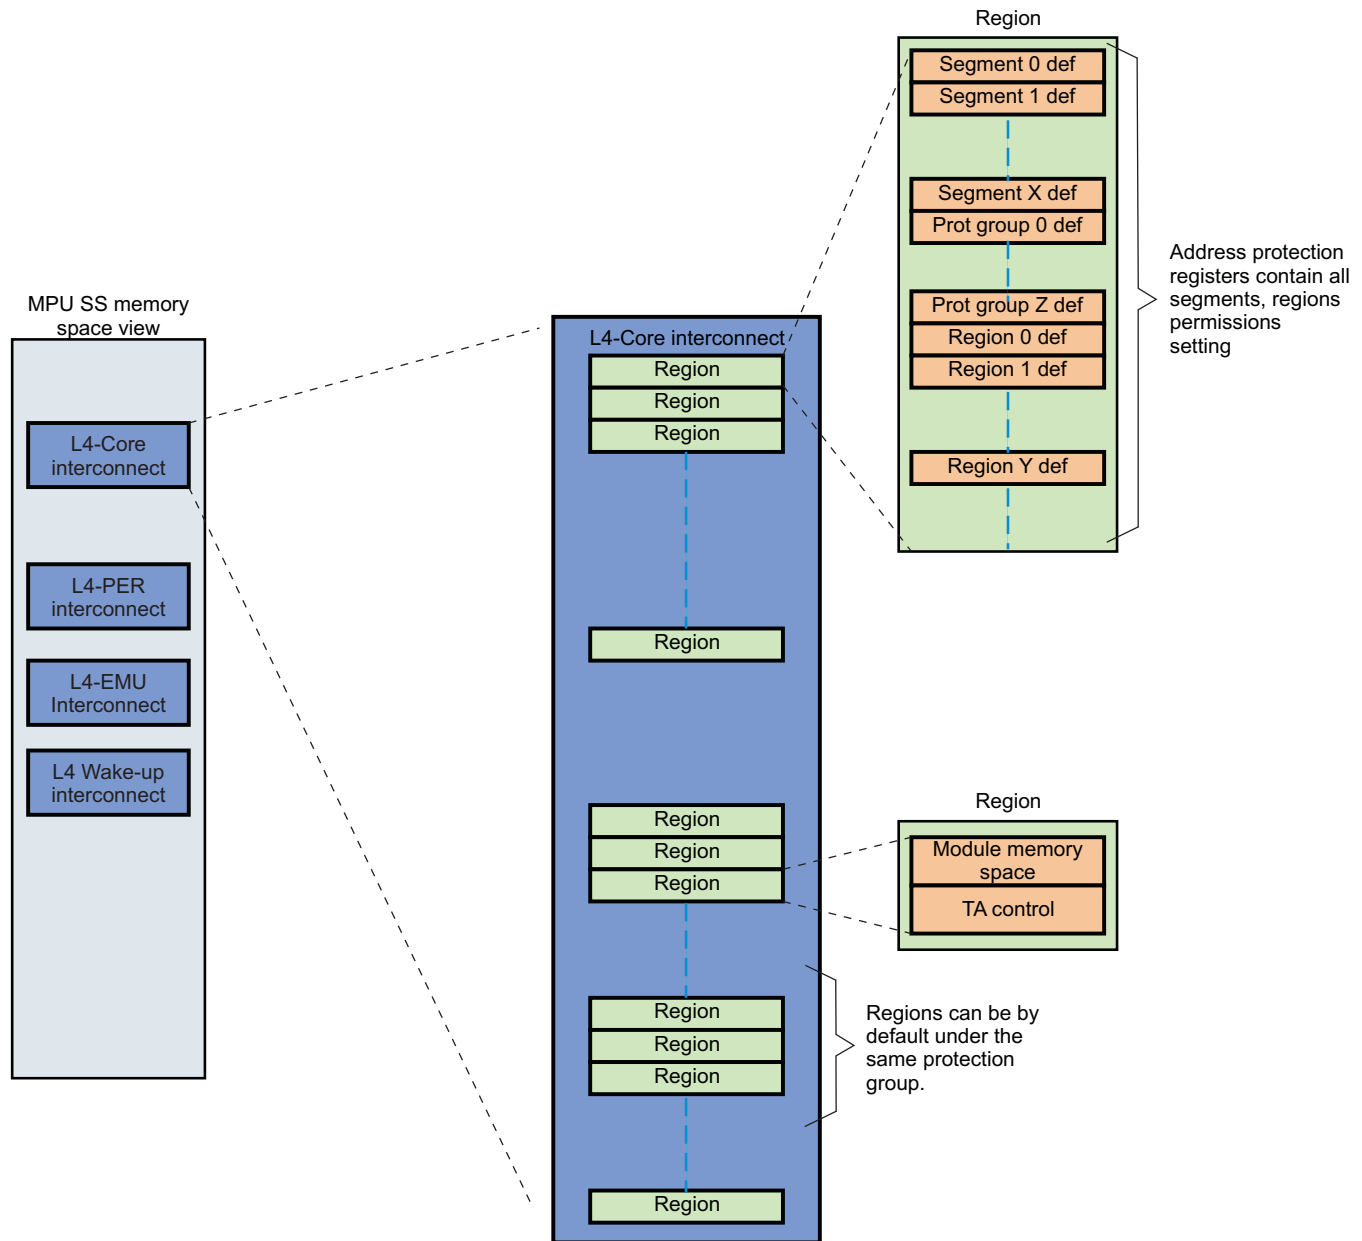 MPU SS memory
space view
L4-Core
interconnect
L4-PER
interconnect
L4-EMU
Interconnect
L4 Wake-up
interconnect
L4-Core interconnect
Region
Region
Region
Region
Region
Region
Region
Region
Region
Region
Region
Region
Segment 0 def
Segment 1 def
Segment X def
Prot group 0 def
Prot group Z def
Region 0 def
Region 1 def
Region Y def
Address protection
registers contain all
segments, regions
permissions
setting
Region
Module memory
space
TA control
Regions can be by
default under the
same protection
group.